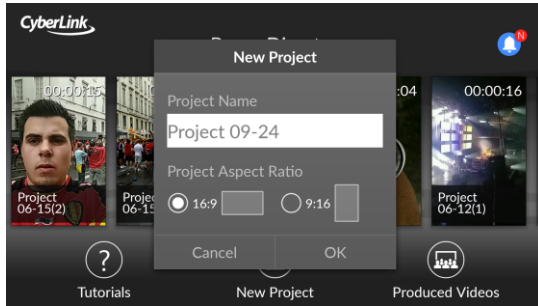 CyberLink
N
New Project
00:00:15
:04
00:00:16
Project Name
Project 09-24
Project Aspect Ratio
16:9
9:16
Project
06-15(2)
Projec
06-15
Project
06-12(1)
Cancel
OK
?
Tutorials
New Project
Produced Videos